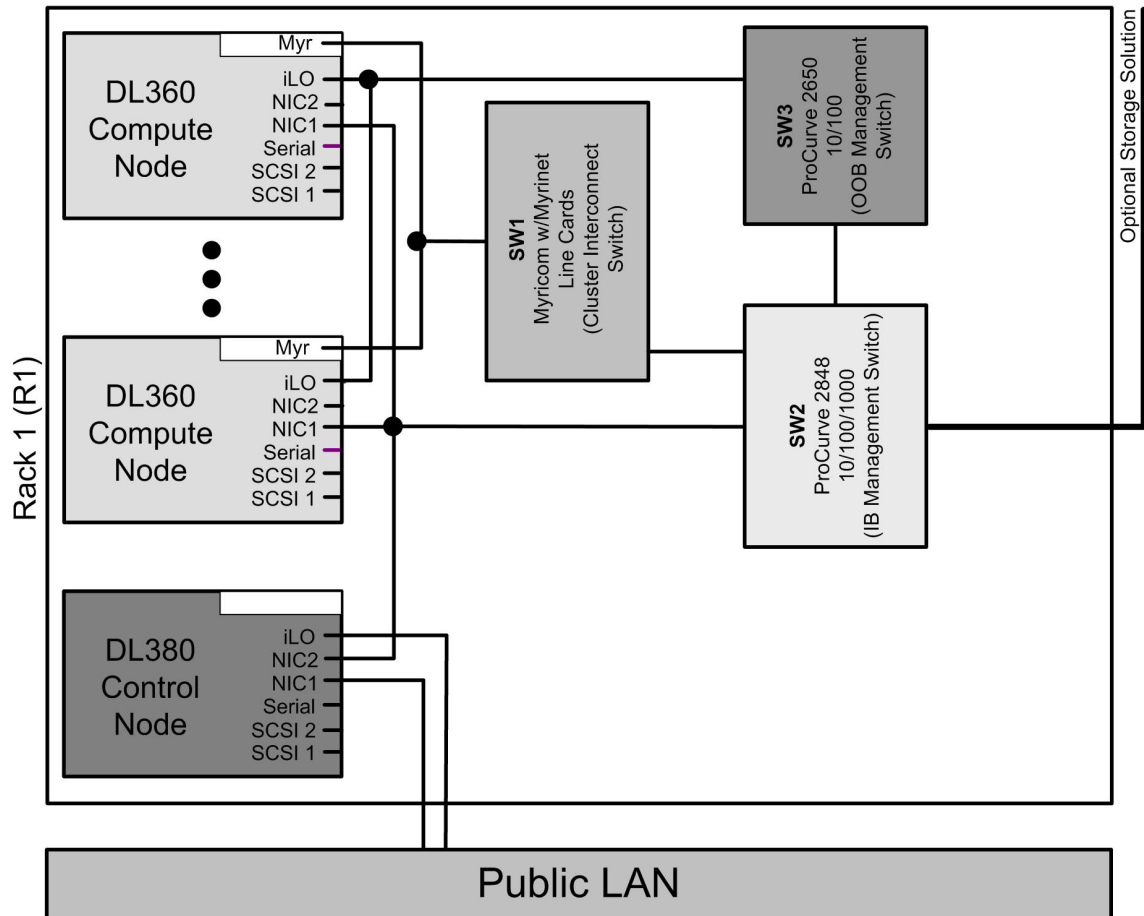 Myr
iLO
NIC2
NIC1
Serial
SCSI 2
SCSI 1
DL360
Compute
Node
SW1
Myricom w/Myrinet
Line Cards
(Cluster Interconnect
Switch)
SW3
ProCurve 2650
10/100
(OOB Management
Switch)
Optional Storage Solution
Rack 1 (R1)
Myr
iLO
NIC2
NIC1
Serial
SCSI 2
SCSI 1
DL360
Compute
Node
SW2
ProCurve 2848
10/100/1000
(IB Management Switch)
iLO
NIC2
NIC1
Serial
SCSI 2
SCSI 1
DL380
Control
Node
Public LAN